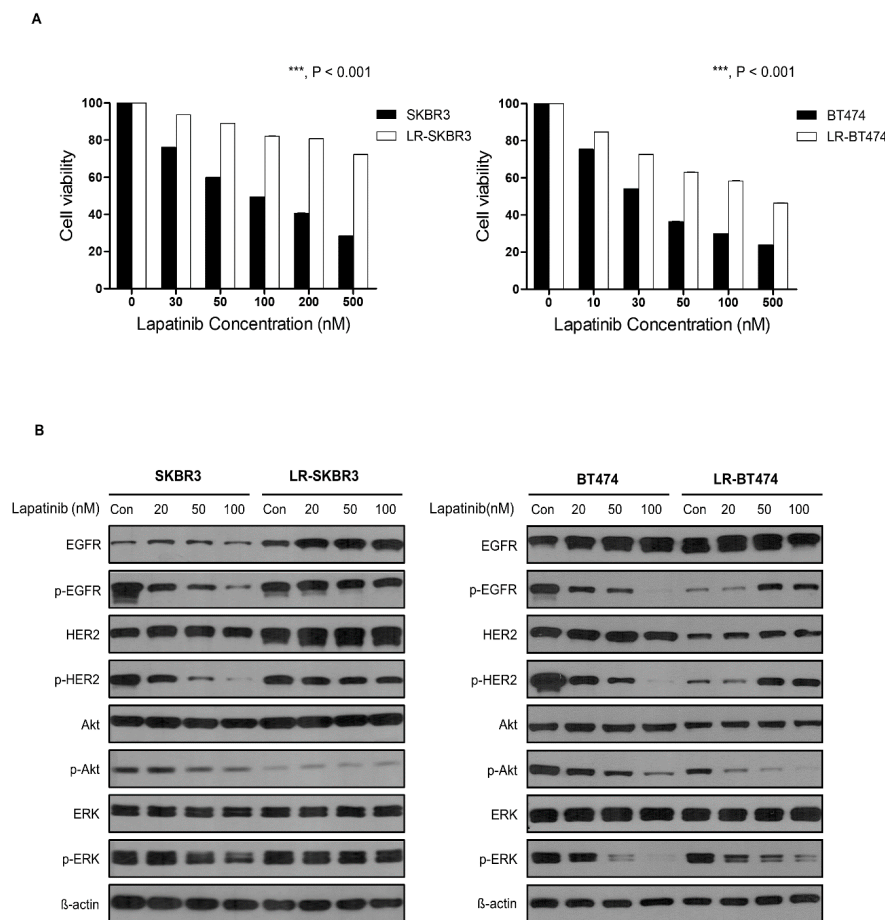 A
***, P < 0.001
SKBR3
LR-SKBR3
Cell viability
100
80
60
40
20
0
0 30 50 100 200 500
Lapatinib Concentration (nM)
***, P < 0.001
BT474
LR-BT474
Cell viability
100
80
60
40
20
0
0 10 30 50 100 500
Lapatinib Concentration (nM)
B
SKBR3 LR-SKBR3
Lapatinib (nM) Con 20 50 100 Con 20 50 100
EGFR
p-EGFR
HER2
p-HER2
Akt
p-Akt
ERK
p-ERK
ß-actin
BT474 LR-BT474
Lapatinib(nM) Con 20 50 100 Con 20 50 100
EGFR
p-EGFR
HER2
p-HER2
Akt
p-Akt
ERK
p-ERK
ß-actin